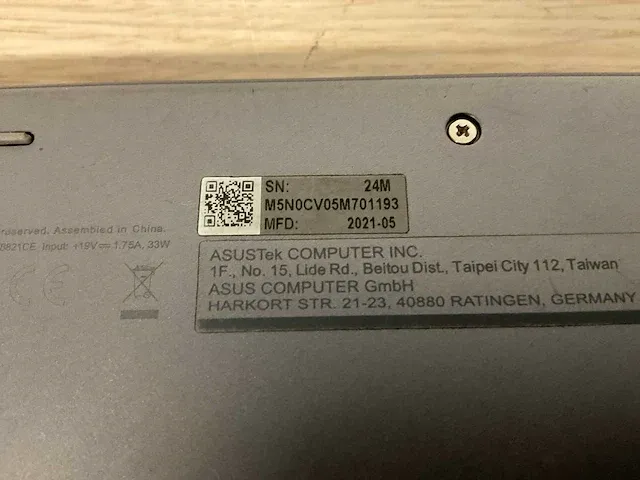 SN: 24M
M5N0CV05M701193
MFD: 2021-05
reserved. Assembled in China.
8821CE Input: +19V⎓1.75A, 33W
ASUSTek COMPUTER INC.
1F., No. 15, Lide Rd., Beitou Dist., Taipei City 112, Taiwan
ASUS COMPUTER GmbH
HARKORT STR. 21-23, 40880 RATINGEN, GERMANY